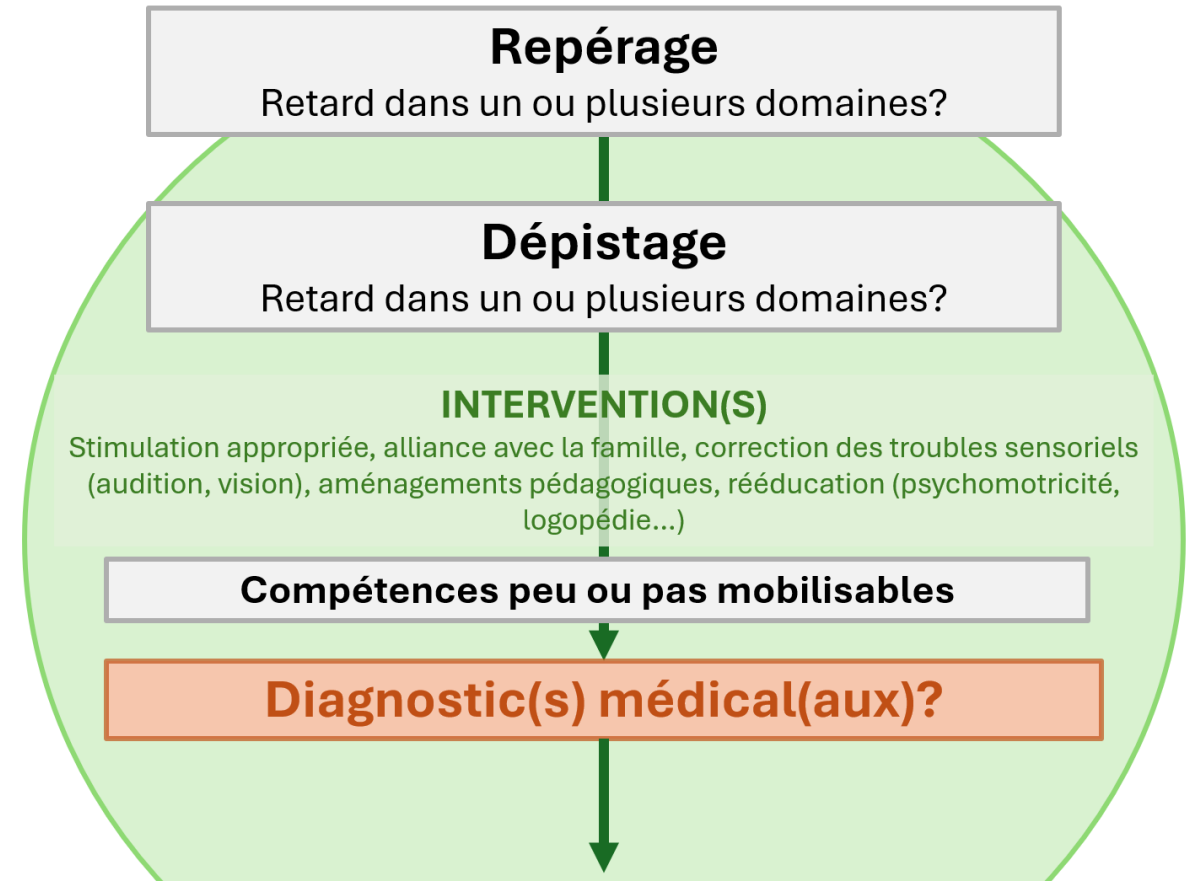 Repérage
Retard dans un ou plusieurs domaines?
Dépistage
Retard dans un ou plusieurs domaines?
INTERVENTION(S)
Stimulation appropriée, alliance avec la famille, correction des troubles sensoriels
(audition, vision), aménagements pédagogiques, rééducation (psychomotricité,
logopédie...)
Compétences peu ou pas mobilisables
Diagnostic(s) médical(aux)?